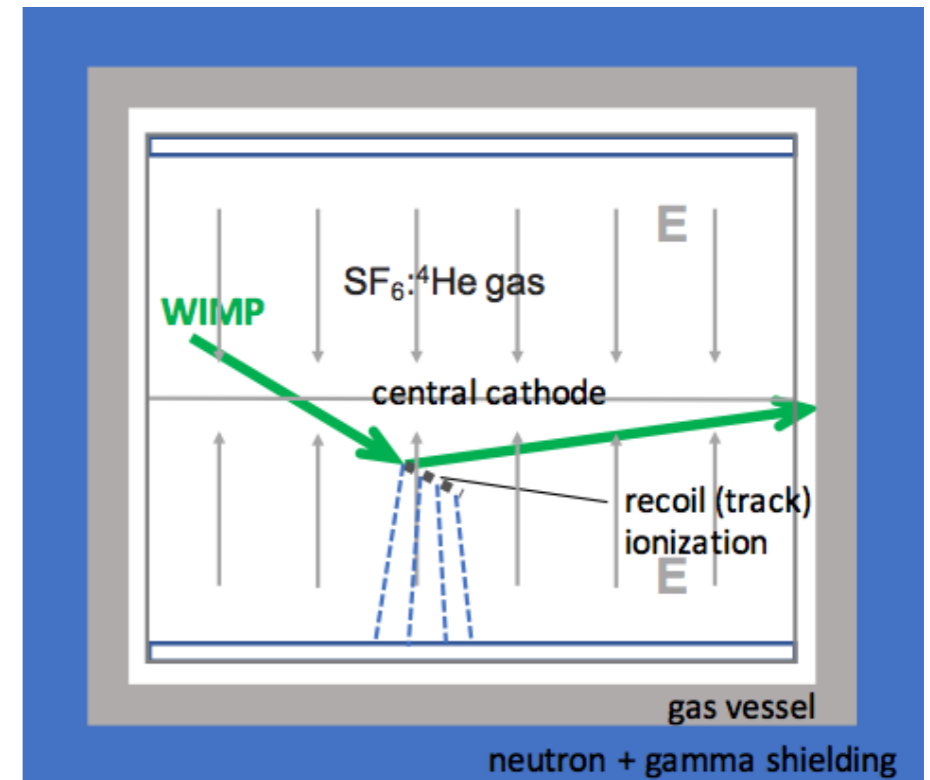 E
SF₆:⁴He gas
WIMP
central cathode
recoil (track)
ionization
E
gas vessel
neutron + gamma shielding